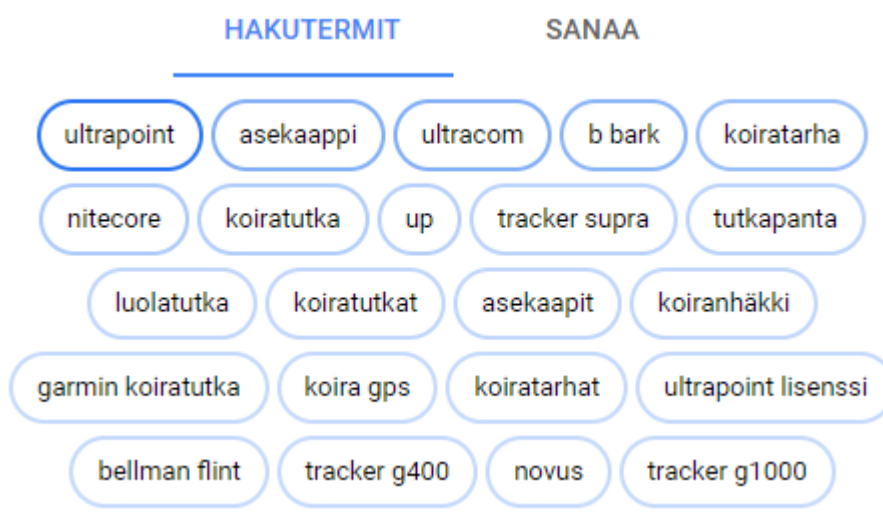 HAKUTERMIT SANAA
ultrapoint asekaappi ultracom b bark koiratarha
nitecore koiratutka up tracker supra tutkapanta
luolatutka koiratutkat asekaapit koiranhäkki
garmin koiratutka koira gps koiratarhat ultrapoint lisenssi
bellman flint tracker g400 novus tracker g1000